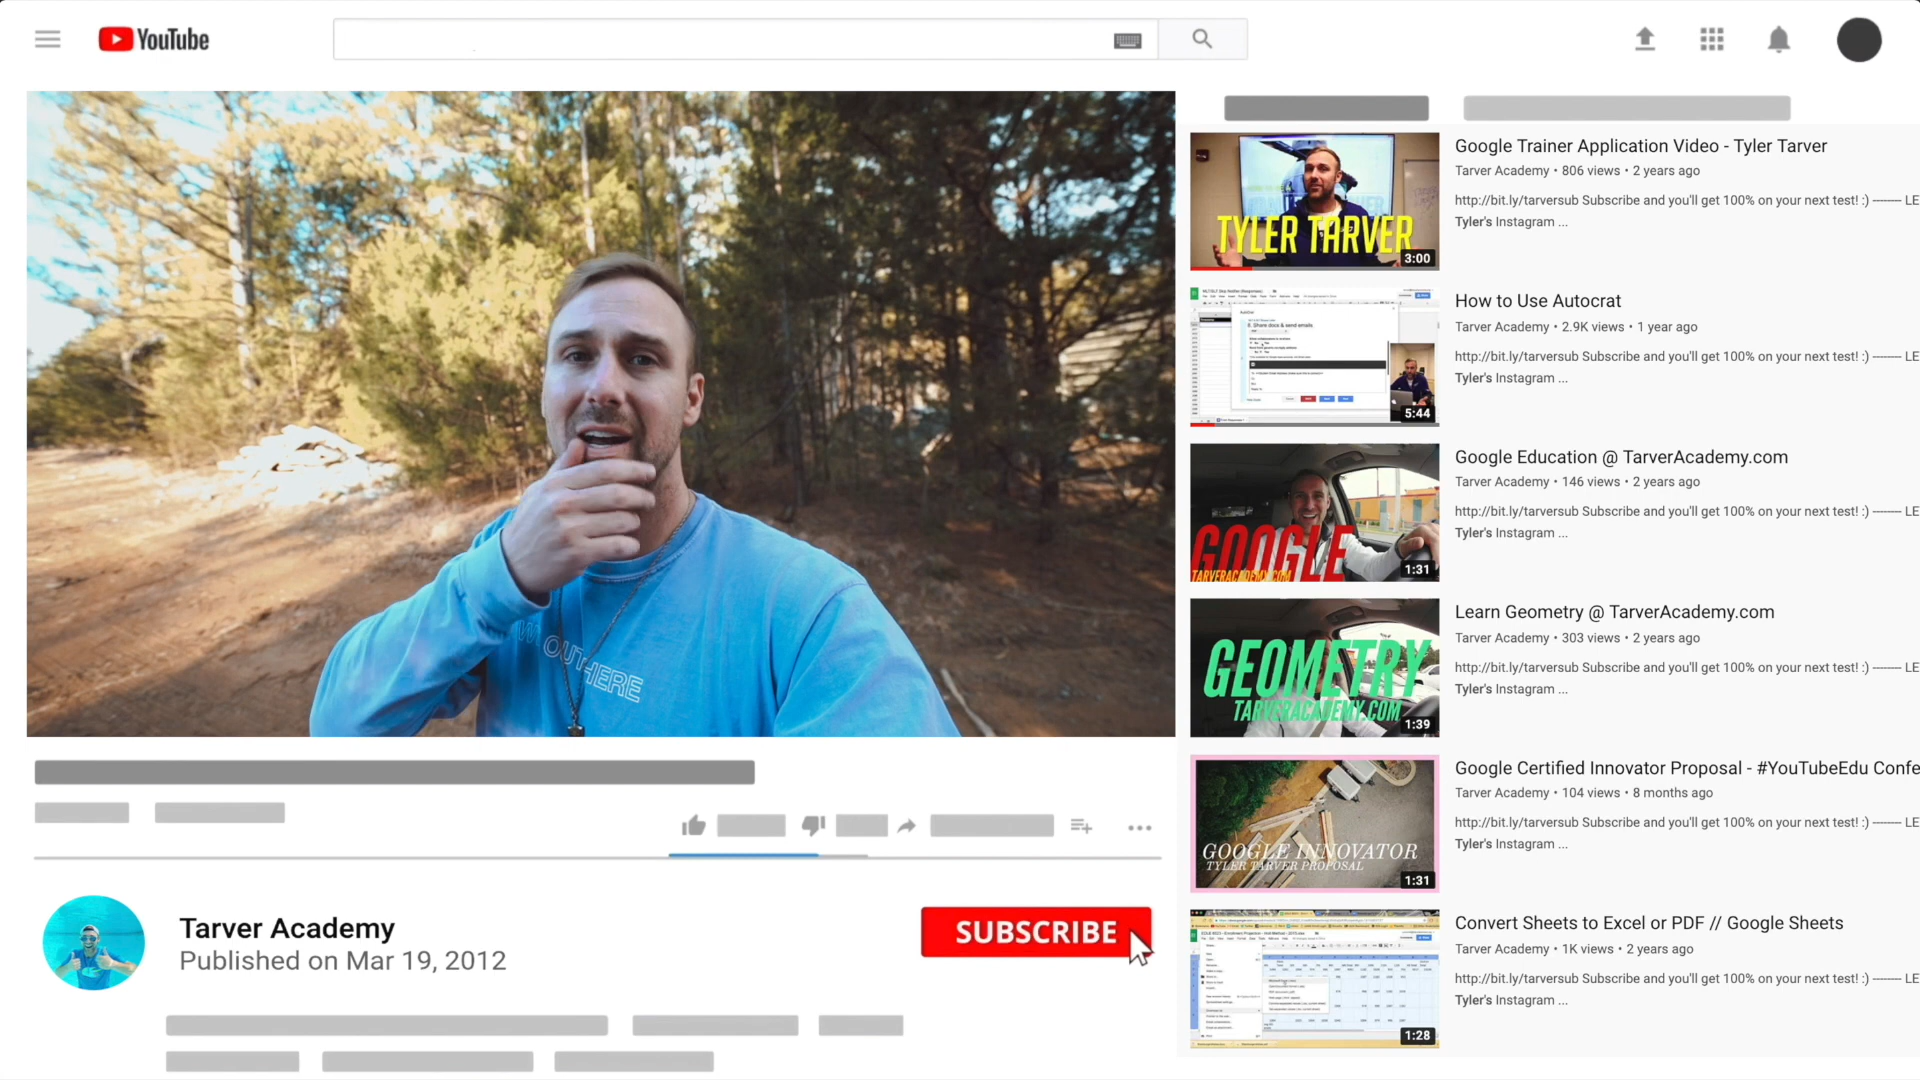 YouTube
W OUTHERE
Tarver Academy
Published on Mar 19, 2012
SUBSCRIBE
TYLER TARVER
3:00
Google Trainer Application Video - Tyler Tarver
Tarver Academy • 806 views • 2 years ago
http://bit.ly/tarversub Subscribe and you'll get 100% on your next test! :) -------- LE
Tyler's Instagram ...
8. Share docs & send emails
5:44
How to Use Autocrat
Tarver Academy • 2.9K views • 1 year ago
http://bit.ly/tarversub Subscribe and you'll get 100% on your next test! :) -------- LE
Tyler's Instagram ...
GOOGLE
TARVERACADEMY.COM
1:31
Google Education @ TarverAcademy.com
Tarver Academy • 146 views • 2 years ago
http://bit.ly/tarversub Subscribe and you'll get 100% on your next test! :) -------- LE
Tyler's Instagram ...
GEOMETRY
TARVERACADEMY.COM
1:39
Learn Geometry @ TarverAcademy.com
Tarver Academy • 303 views • 2 years ago
http://bit.ly/tarversub Subscribe and you'll get 100% on your next test! :) -------- LE
Tyler's Instagram ...
GOOGLE INNOVATOR
TYLER TARVER PROPOSAL
1:31
Google Certified Innovator Proposal - #YouTubeEdu Confe
Tarver Academy • 104 views • 8 months ago
http://bit.ly/tarversub Subscribe and you'll get 100% on your next test! :) -------- LE
Tyler's Instagram ...
1:28
Convert Sheets to Excel or PDF // Google Sheets
Tarver Academy • 1K views • 2 years ago
http://bit.ly/tarversub Subscribe and you'll get 100% on your next test! :) -------- LE
Tyler's Instagram ...